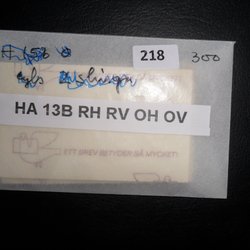 218 300
HA 13B RH RV OH OV
ETT BREV BETYDER SÅ MYCKET!